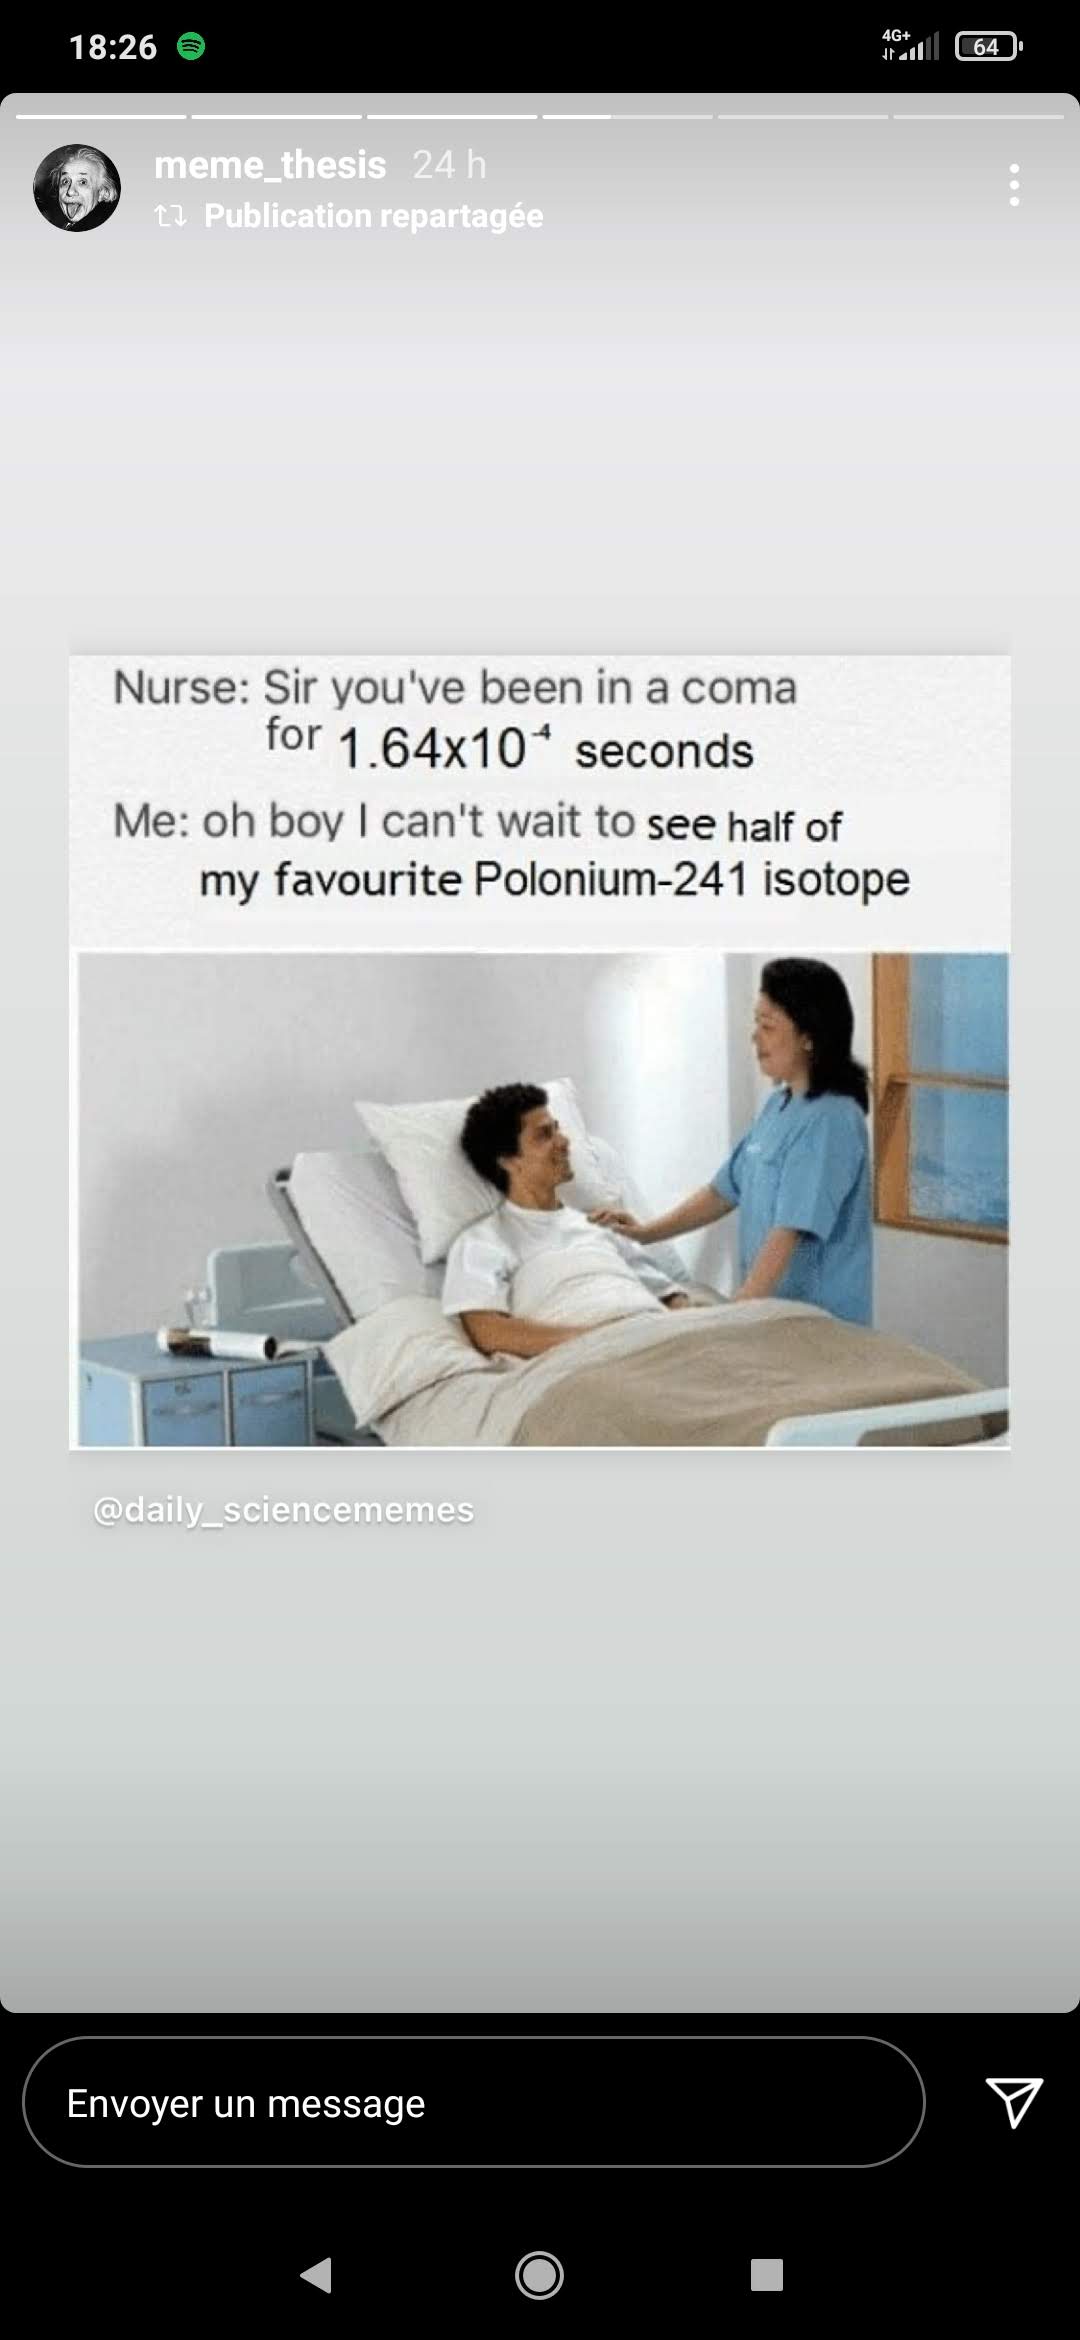 18:26
4G+
64
meme_thesis 24 h
Publication repartagée
Nurse: Sir you've been in a coma
for 1.64x10⁻⁴ seconds
Me: oh boy I can't wait to see half of
my favourite Polonium-241 isotope
@daily_sciencememes
Envoyer un message